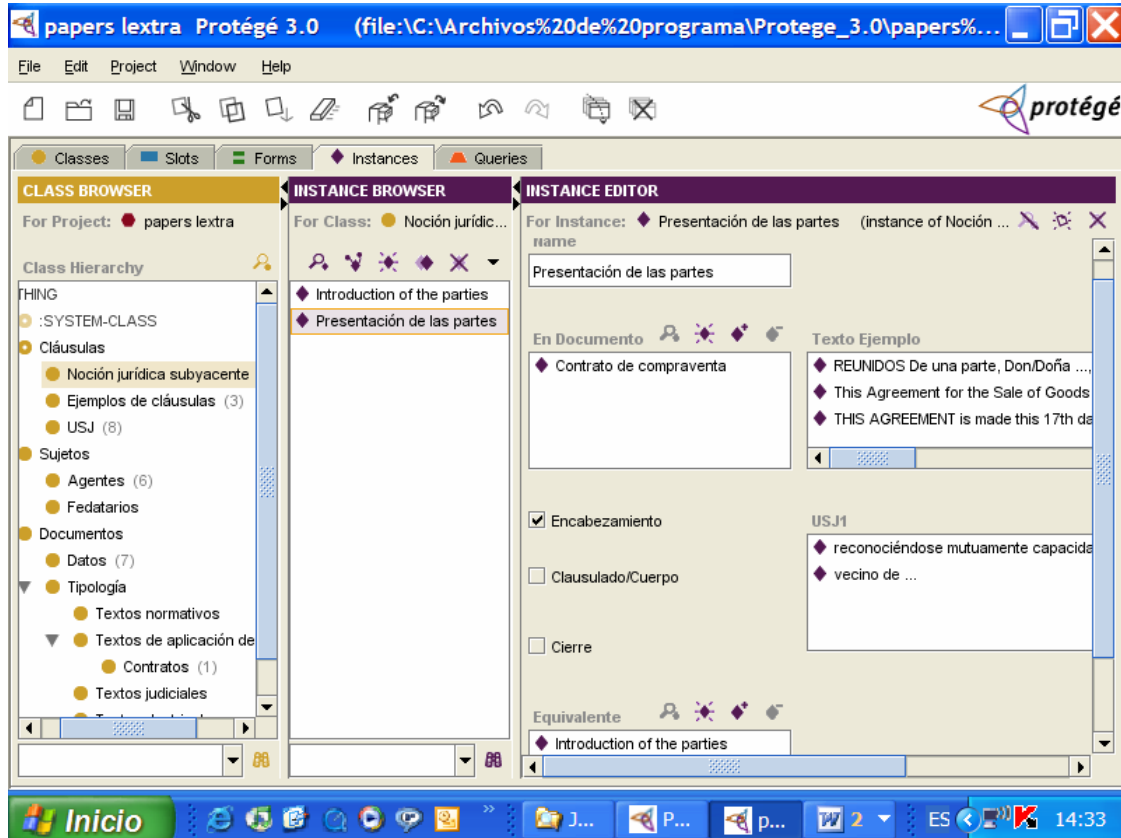 papers lextra Protégé 3.0 (file:\C:\Archivos%20de%20programa\Protege_3.0\papers%...
File Edit Project Window Help
protégé
Classes Slots Forms Instances Queries
CLASS BROWSER
For Project: papers lextra
Class Hierarchy
THING
:SYSTEM-CLASS
Cláusulas
Noción jurídica subyacente
Ejemplos de cláusulas (3)
USJ (8)
Sujetos
Agentes (6)
Fedatarios
Documentos
Datos (7)
Tipología
Textos normativos
Textos de aplicación de
Contratos (1)
Textos judiciales
INSTANCE BROWSER
For Class: Noción jurídic...
Introduction of the parties
Presentación de las partes
INSTANCE EDITOR
For Instance: Presentación de las partes (instance of Noción ...
Name
Presentación de las partes
En Documento
Contrato de compraventa
Texto Ejemplo
REUNIDOS De una parte, Don/Doña ...,
This Agreement for the Sale of Goods
THIS AGREEMENT is made this 17th da
Encabezamiento
Clausulado/Cuerpo
Cierre
USJ1
reconociéndose mutuamente capacida
vecino de ...
Equivalente
Introduction of the parties
Inicio J... P... p... 2 ES 14:33